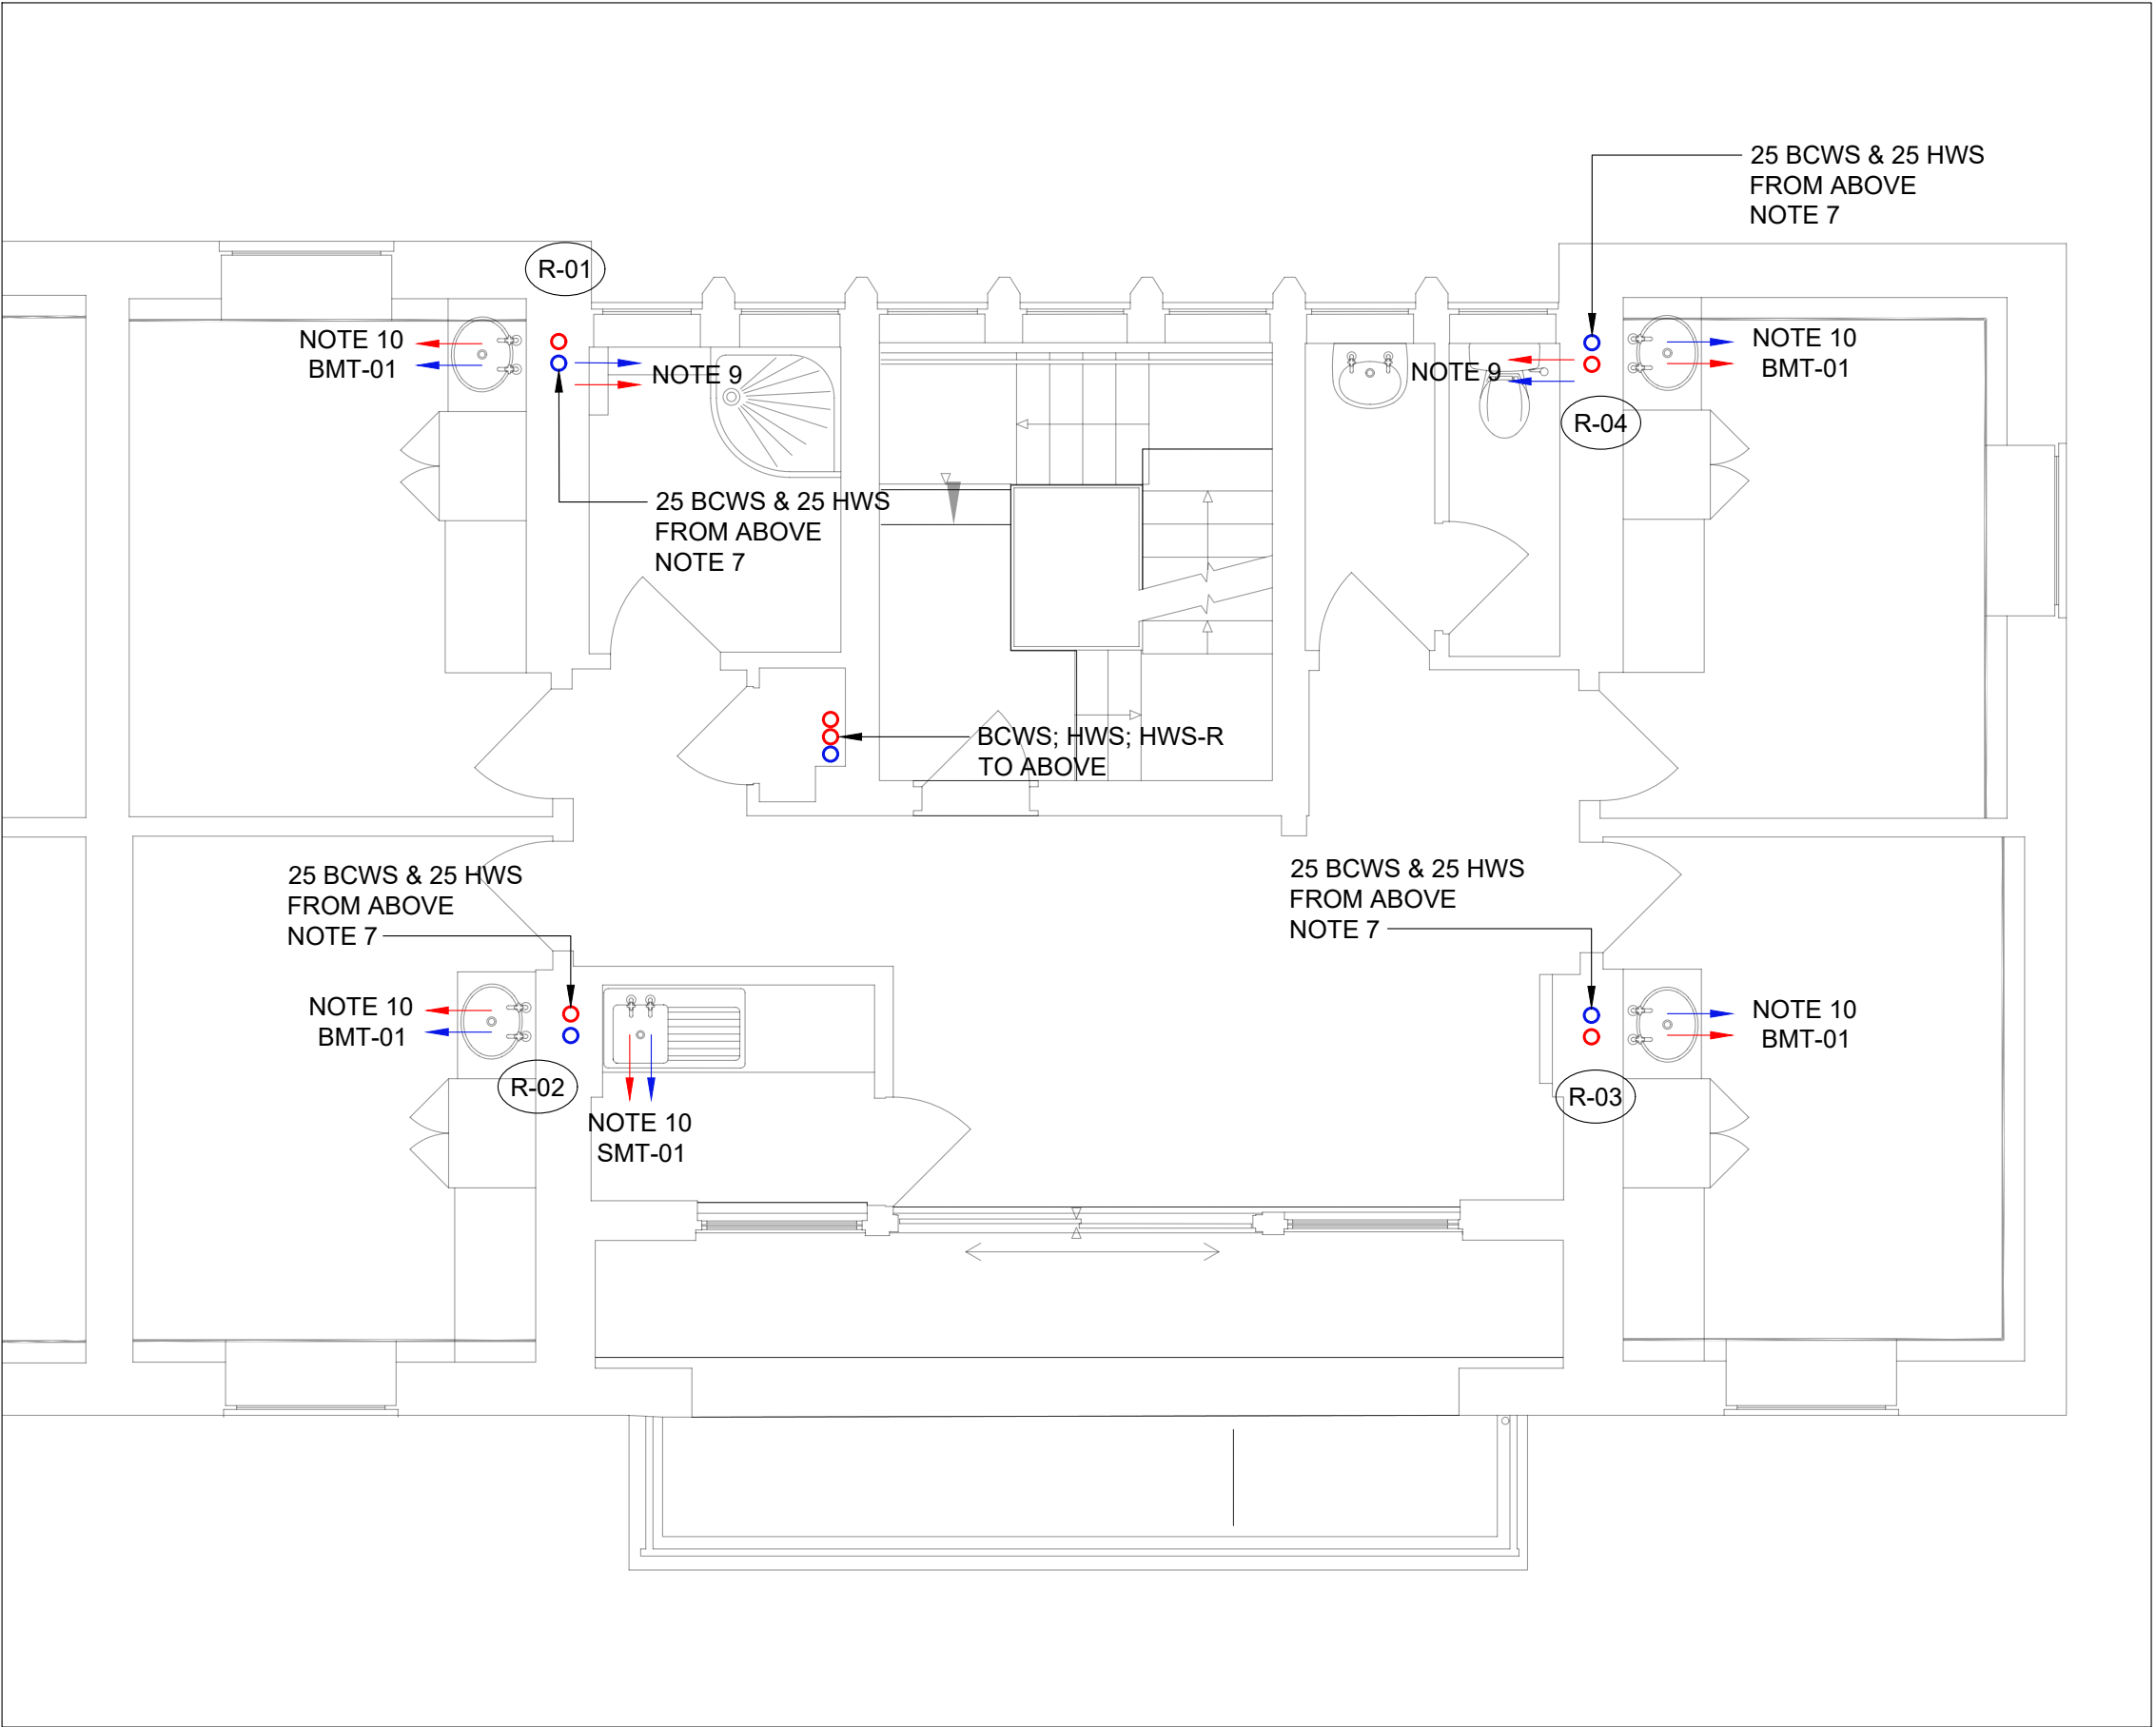 25 BCWS & 25 HWS
FROM ABOVE
NOTE 7
R-01
NOTE 10
BMT-01
NOTE 9
NOTE 9
NOTE 10
BMT-01
R-04
25 BCWS & 25 HWS
FROM ABOVE
NOTE 7
BCWS; HWS; HWS-R
TO ABOVE
25 BCWS & 25 HWS
FROM ABOVE
NOTE 7
25 BCWS & 25 HWS
FROM ABOVE
NOTE 7
NOTE 10
BMT-01
R-02
NOTE 10
SMT-01
NOTE 10
BMT-01
R-03